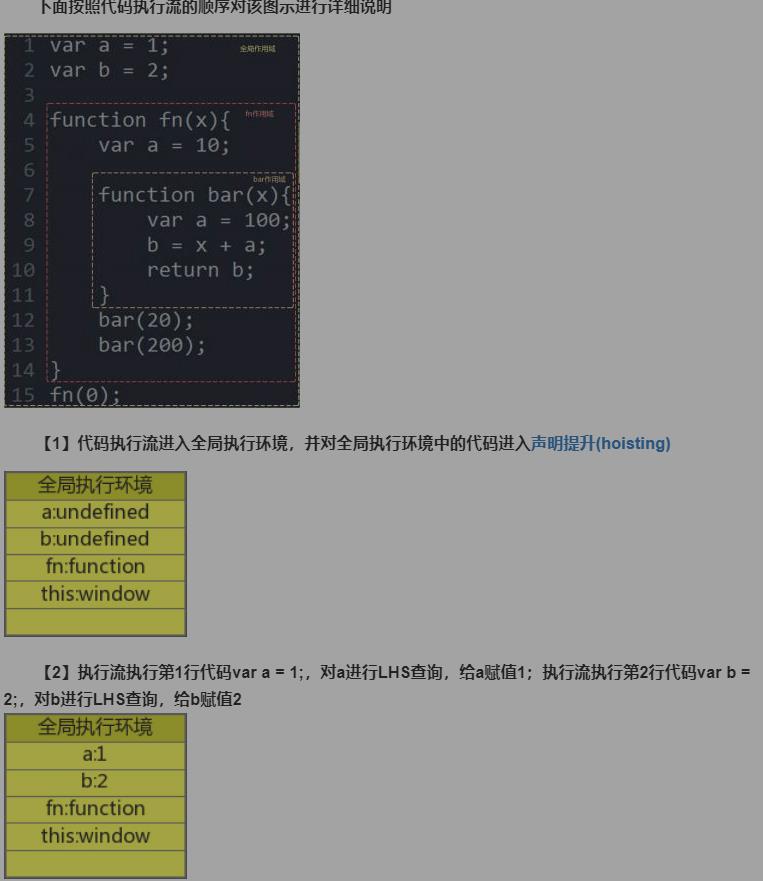 下面按照代码执行流的顺序对该图示进行详细说明
1 var a = 1;
全局作用域
2 var b = 2;
3
4 function fn(x){
fn作用域
5 var a = 10;
6
bar作用域
7 function bar(x){
8 var a = 100;
9 b = x + a;
10 return b;
11 }
12 bar(20);
13 bar(200);
14 }
15 fn(0);
【1】代码执行流进入全局执行环境，并对全局执行环境中的代码进入声明提升(hoisting)
全局执行环境
a:undefined
b:undefined
fn:function
this:window
【2】执行流执行第1行代码var a = 1;，对a进行LHS查询，给a赋值1；执行流执行第2行代码var b =
2;，对b进行LHS查询，给b赋值2
全局执行环境
a:1
b:2
fn:function
this:window